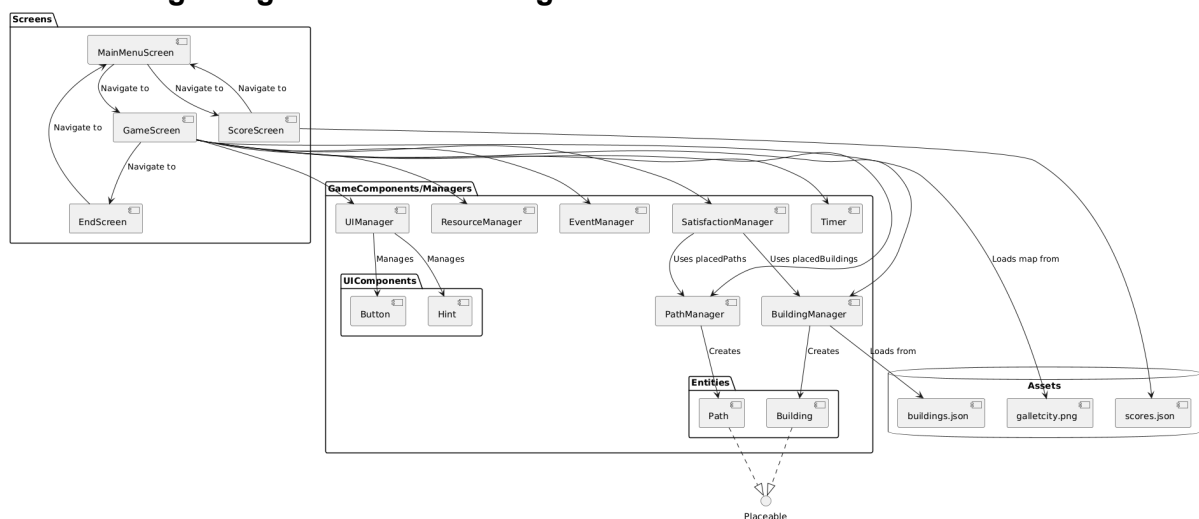 Screens
MainMenuScreen
Navigate to
Navigate to
Navigate to
GameScreen
ScoreScreen
Navigate to
Navigate to
EndScreen
GameComponents/Managers
UIManager
ResourceManager
EventManager
SatisfactionManager
Timer
Manages
Manages
Uses placedPaths
Uses placedBuildings
Loads map from
UIComponents
Button
Hint
PathManager
BuildingManager
Creates
Creates
Loads from
Entities
Path
Building
Assets
buildings.json
galletcity.png
scores.json
Placeable